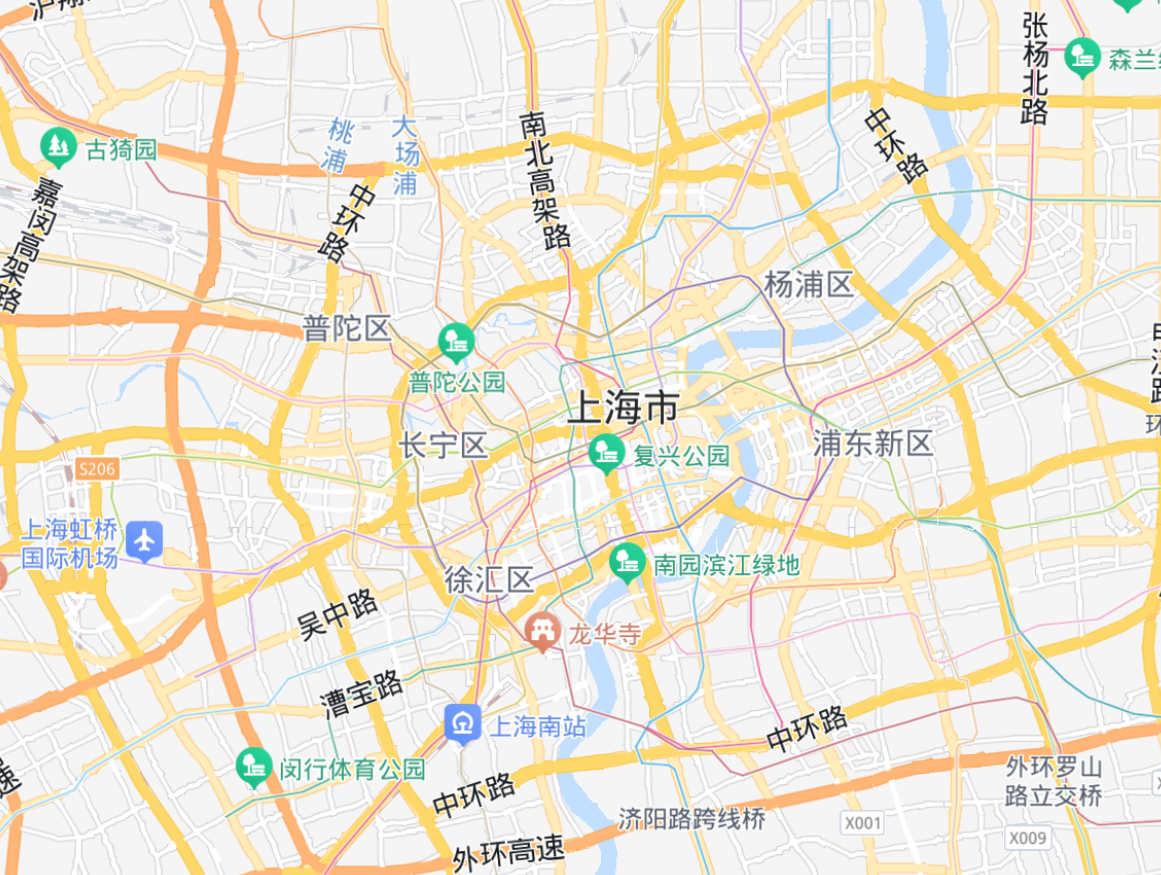 张杨北路
森兰
桃浦
大场浦
南北高架路
中环路
古猗园
嘉闵高架路
中环路
杨浦区
普陀区
普陀公园
上海市
长宁区
复兴公园
浦东新区
S206
上海虹桥
国际机场
南园滨江绿地
徐汇区
吴中路
龙华寺
漕宝路
上海南站
中环路
闵行体育公园
外环罗山
路立交桥
中环路
济阳路跨线桥
X001
X009
外环高速